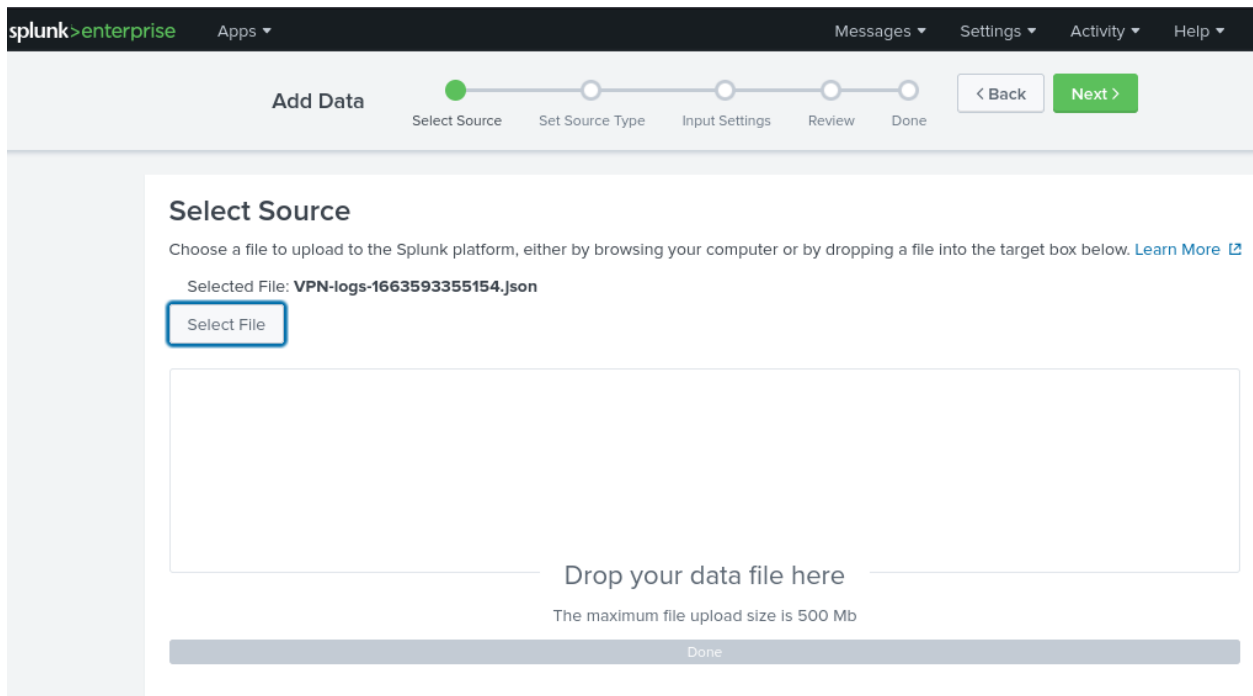 splunk>enterprise Apps Messages Settings Activity Help
Add Data
Select Source Set Source Type Input Settings Review Done
< Back Next >
Select Source
Choose a file to upload to the Splunk platform, either by browsing your computer or by dropping a file into the target box below. Learn More
Selected File: VPN-logs-1663593355154.json
Select File
Drop your data file here
The maximum file upload size is 500 Mb
Done